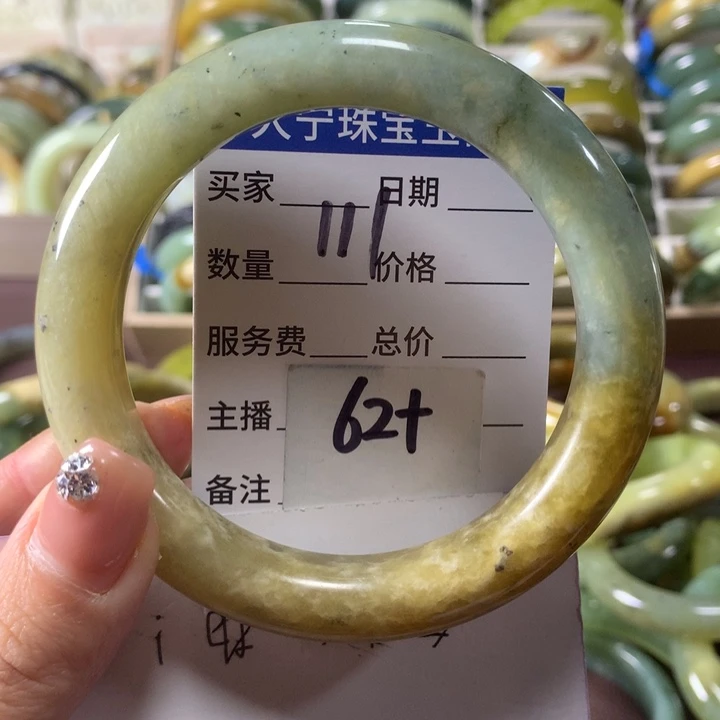 宁珠宝玉
买家 日期
111
数量 价格
服务费 总价
主播
62+
备注